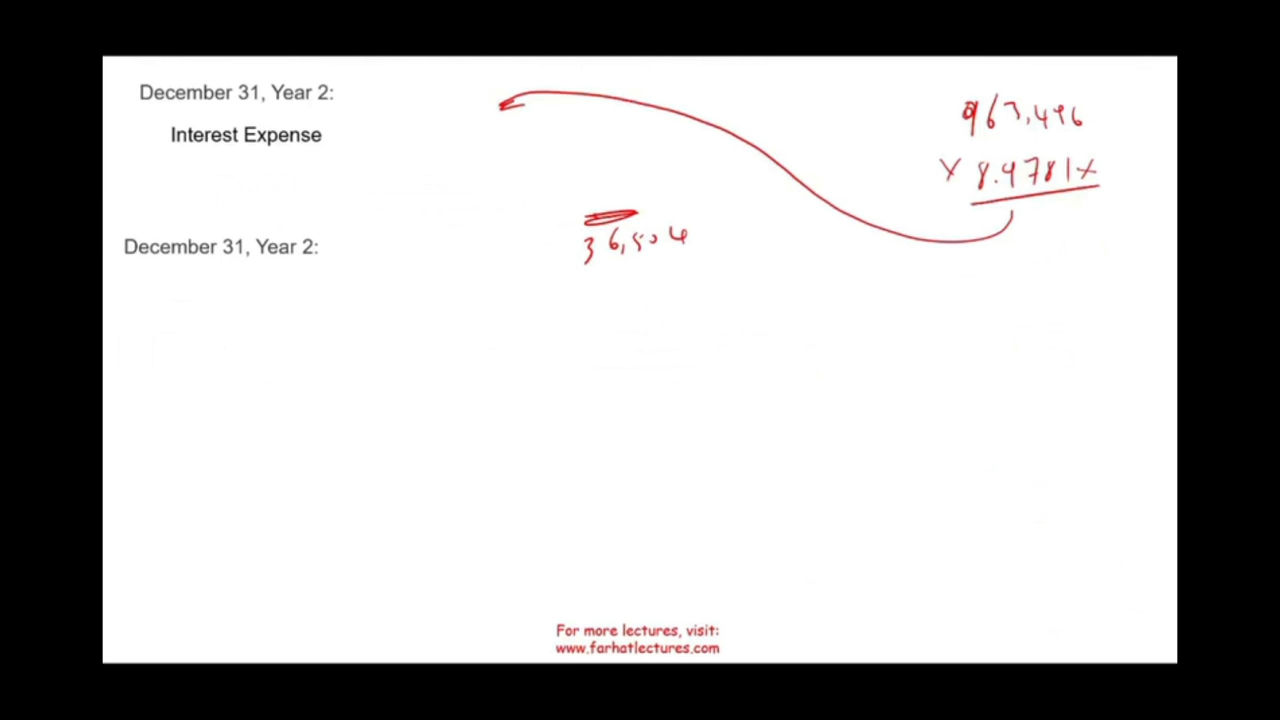 December 31, Year 2:
963,496
Interest Expense
x 8.4781%
36,504
December 31, Year 2:
For more lectures, visit:
www.farhatlectures.com